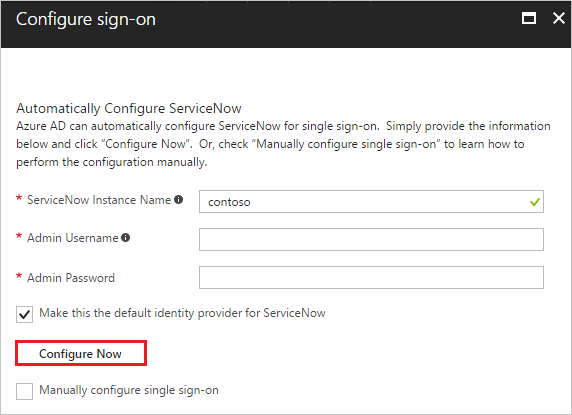 Configure sign-on
Automatically Configure ServiceNow
Azure AD can automatically configure ServiceNow for single sign-on. Simply provide the information
below and click “Configure Now”. Or, check “Manually configure single sign-on” to learn how to
perform the configuration manually.
* ServiceNow Instance Name
contoso
* Admin Username
* Admin Password
Make this the default identity provider for ServiceNow
Configure Now
Manually configure single sign-on